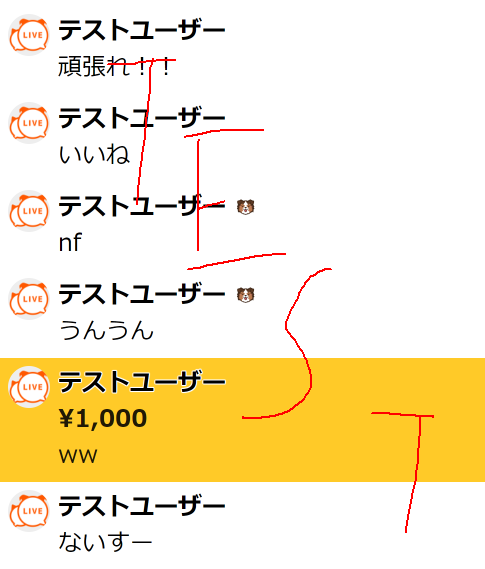 LIVE テストユーザー
頑張れ！！
LIVE テストユーザー
いいね
LIVE テストユーザー 🐶
nf
LIVE テストユーザー 🐶
うんうん
LIVE テストユーザー
¥1,000
ww
LIVE テストユーザー
ないすー
TEST